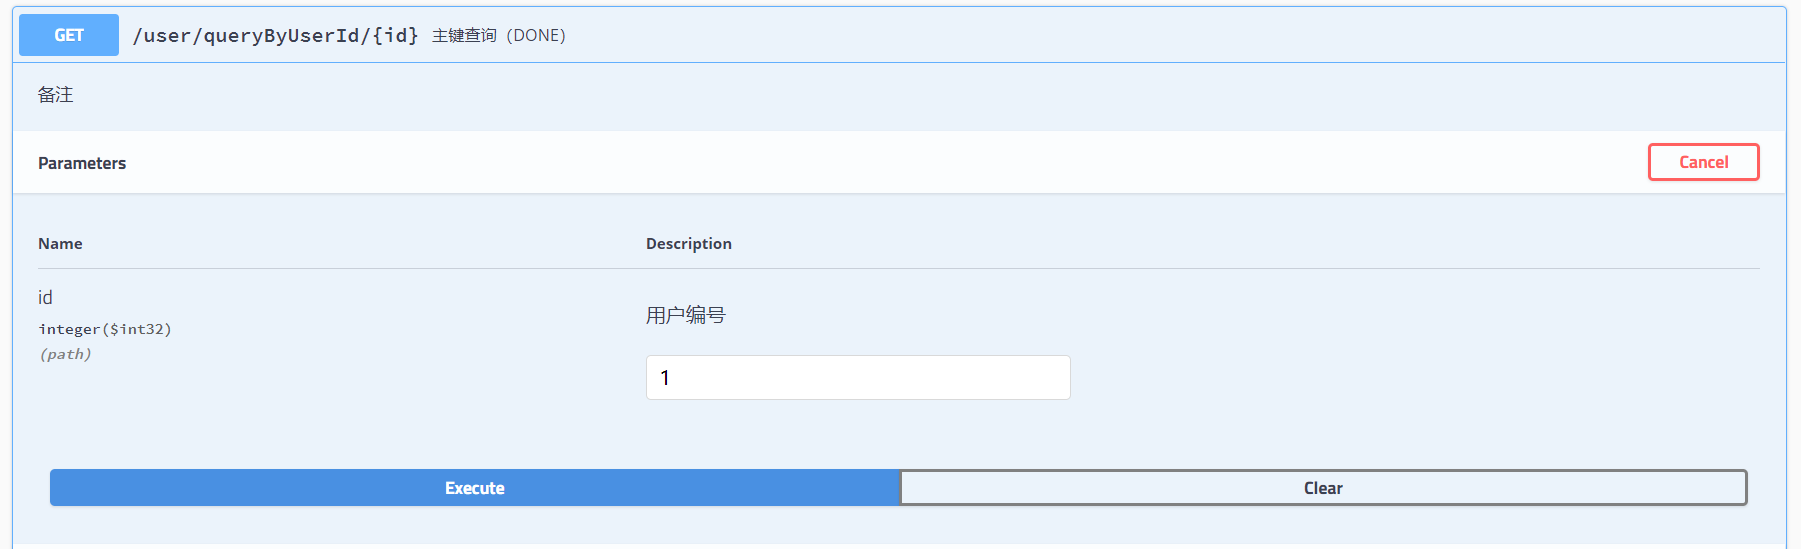 GET /user/queryByUserId/{id} 主键查询（DONE）
备注
Parameters Cancel
Name Description
id
用户编号
integer($int32)
(path)
1
Execute Clear